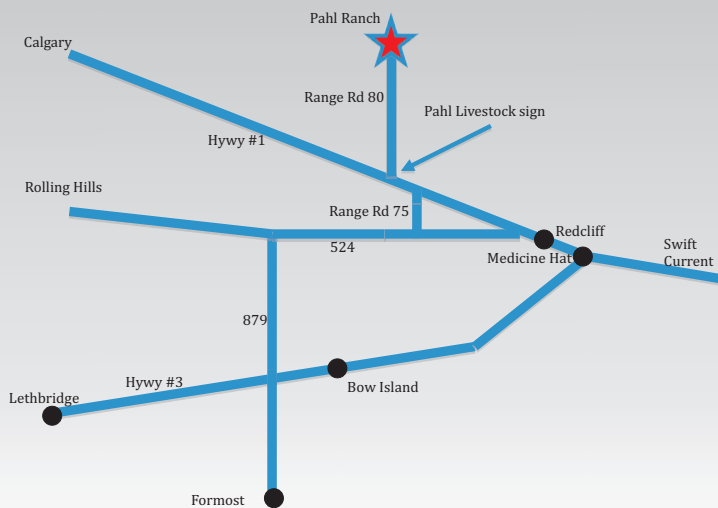 Pahl Ranch
Calgary
Range Rd 80
Pahl Livestock sign
Hywy #1
Rolling Hills
Range Rd 75
Redcliff
524
Medicine Hat
Swift
Current
879
Hywy #3
Bow Island
Lethbridge
Formost